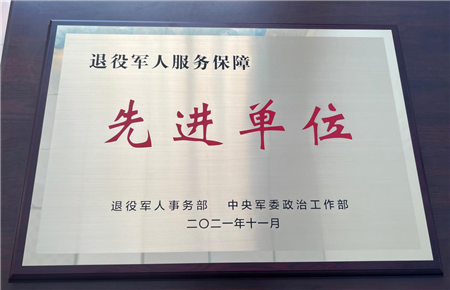 退役军人服务保障
先进单位
退役军人事务部 中央军委政治工作部
二〇二一年十一月